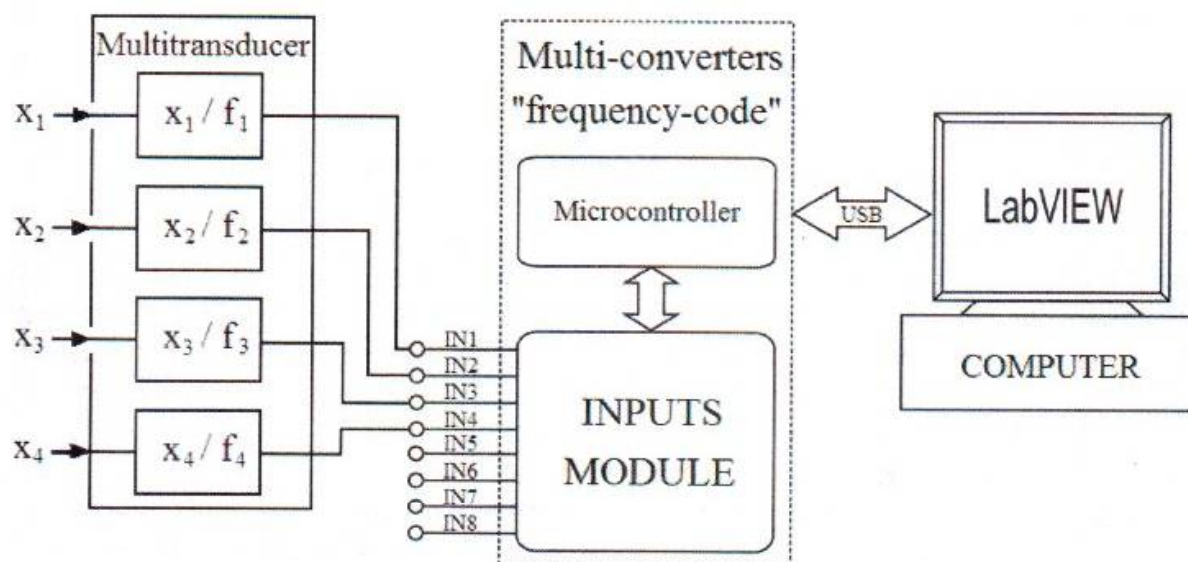 Multitransducer
x₁
x₁ / f₁
x₂
x₂ / f₂
x₃
x₃ / f₃
x₄
x₄ / f₄
Multi-converters
"frequency-code"
Microcontroller
IN1
IN2
IN3
IN4
IN5
IN6
IN7
IN8
INPUTS
MODULE
USB
LabVIEW
COMPUTER